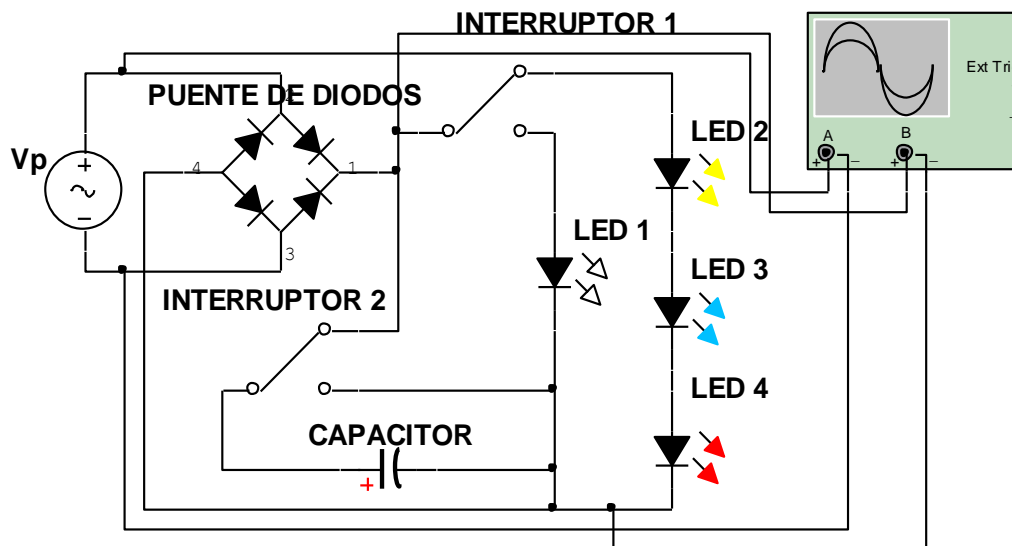 INTERRUPTOR 1
Ext Tri
PUENTE DE DIODOS
A
B
+
−
+
−
LED 2
Vp
+
−
4
1
LED 1
3
LED 3
INTERRUPTOR 2
LED 4
CAPACITOR
+